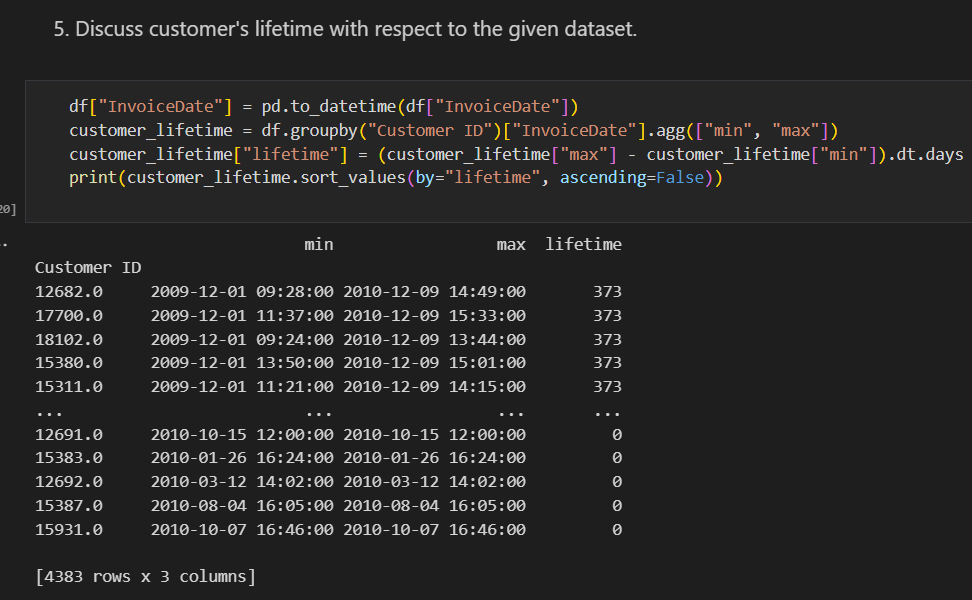 5. Discuss customer's lifetime with respect to the given dataset.
df["InvoiceDate"] = pd.to_datetime(df["InvoiceDate"])
customer_lifetime = df.groupby("Customer ID")["InvoiceDate"].agg(["min", "max"])
customer_lifetime["lifetime"] = (customer_lifetime["max"] - customer_lifetime["min"]).dt.days
print(customer_lifetime.sort_values(by="lifetime", ascending=False))
20]
..
min max lifetime
Customer ID
12682.0 2009-12-01 09:28:00 2010-12-09 14:49:00 373
17700.0 2009-12-01 11:37:00 2010-12-09 15:33:00 373
18102.0 2009-12-01 09:24:00 2010-12-09 13:44:00 373
15380.0 2009-12-01 13:50:00 2010-12-09 15:01:00 373
15311.0 2009-12-01 11:21:00 2010-12-09 14:15:00 373
... ... ... ...
12691.0 2010-10-15 12:00:00 2010-10-15 12:00:00 0
15383.0 2010-01-26 16:24:00 2010-01-26 16:24:00 0
12692.0 2010-03-12 14:02:00 2010-03-12 14:02:00 0
15387.0 2010-08-04 16:05:00 2010-08-04 16:05:00 0
15931.0 2010-10-07 16:46:00 2010-10-07 16:46:00 0
[4383 rows x 3 columns]